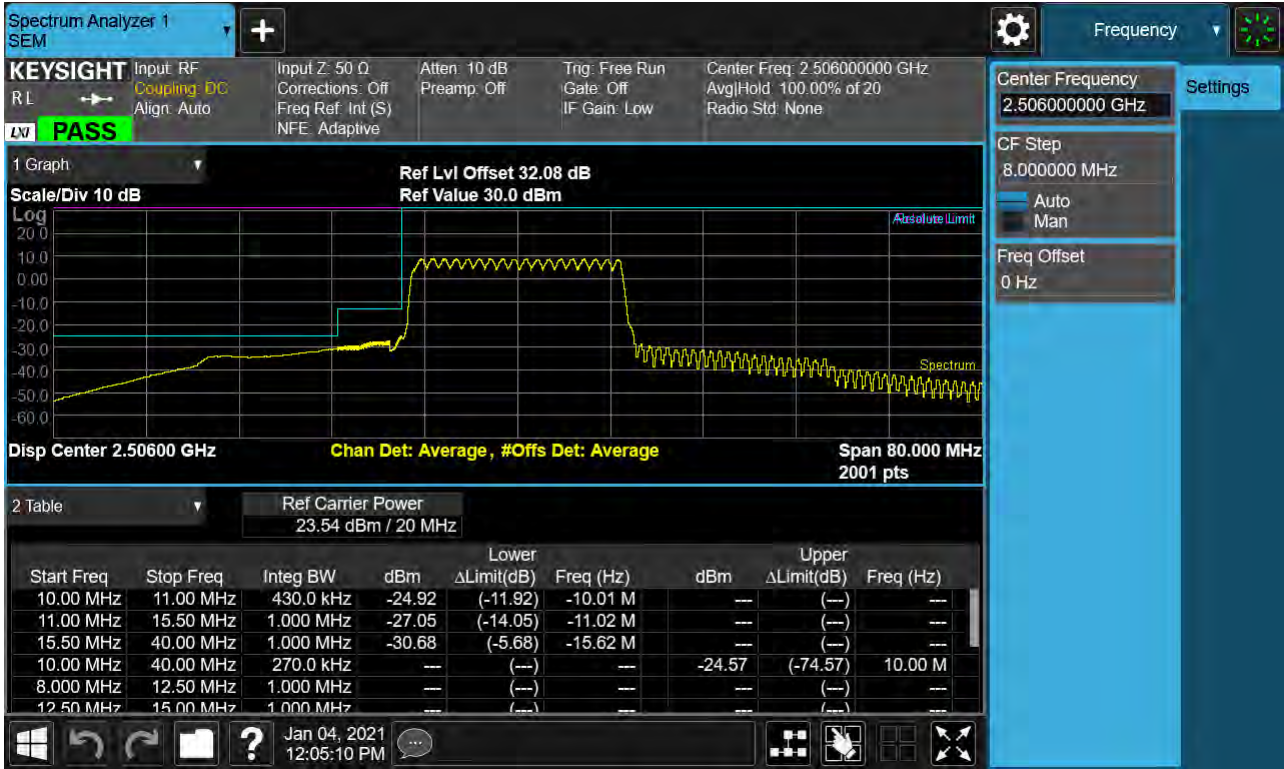 Spectrum Analyzer 1
SEM
+
Frequency
KEYSIGHT
R L
LXI
PASS
Input: RF
Coupling: DC
Align: Auto
Input Z: 50 Ω
Corrections: Off
Freq Ref: Int (S)
NFE: Adaptive
Atten: 10 dB
Preamp: Off
Trig: Free Run
Gate: Off
IF Gain: Low
Center Freq: 2.506000000 GHz
Avg|Hold: 100.00% of 20
Radio Std: None
Center Frequency
2.506000000 GHz
Settings
CF Step
8.000000 MHz
Auto
Man
Freq Offset
0 Hz
1 Graph
Scale/Div 10 dB
Ref Lvl Offset 32.08 dB
Ref Value 30.0 dBm
Log
Absolute Limit
20.0
10.0
0.00
-10.0
-20.0
-30.0
-40.0
-50.0
-60.0
Spectrum
Disp Center 2.50600 GHz
Chan Det: Average , #Offs Det: Average
Span 80.000 MHz
2001 pts
2 Table
Ref Carrier Power
23.54 dBm / 20 MHz
Lower Upper
Start Freq Stop Freq Integ BW dBm ΔLimit(dB) Freq (Hz) dBm ΔLimit(dB) Freq (Hz)
10.00 MHz 11.00 MHz 430.0 kHz -24.92 (-11.92) -10.01 M --- (---) ---
11.00 MHz 15.50 MHz 1.000 MHz -27.05 (-14.05) -11.02 M --- (---) ---
15.50 MHz 40.00 MHz 1.000 MHz -30.68 (-5.68) -15.62 M --- (---) ---
10.00 MHz 40.00 MHz 270.0 kHz --- (---) --- -24.57 (-74.57) 10.00 M
8.000 MHz 12.50 MHz 1.000 MHz --- (---) --- --- (---) ---
12.50 MHz 15.00 MHz 1.000 MHz --- (---) --- --- (---) ---
?
Jan 04, 2021
12:05:10 PM